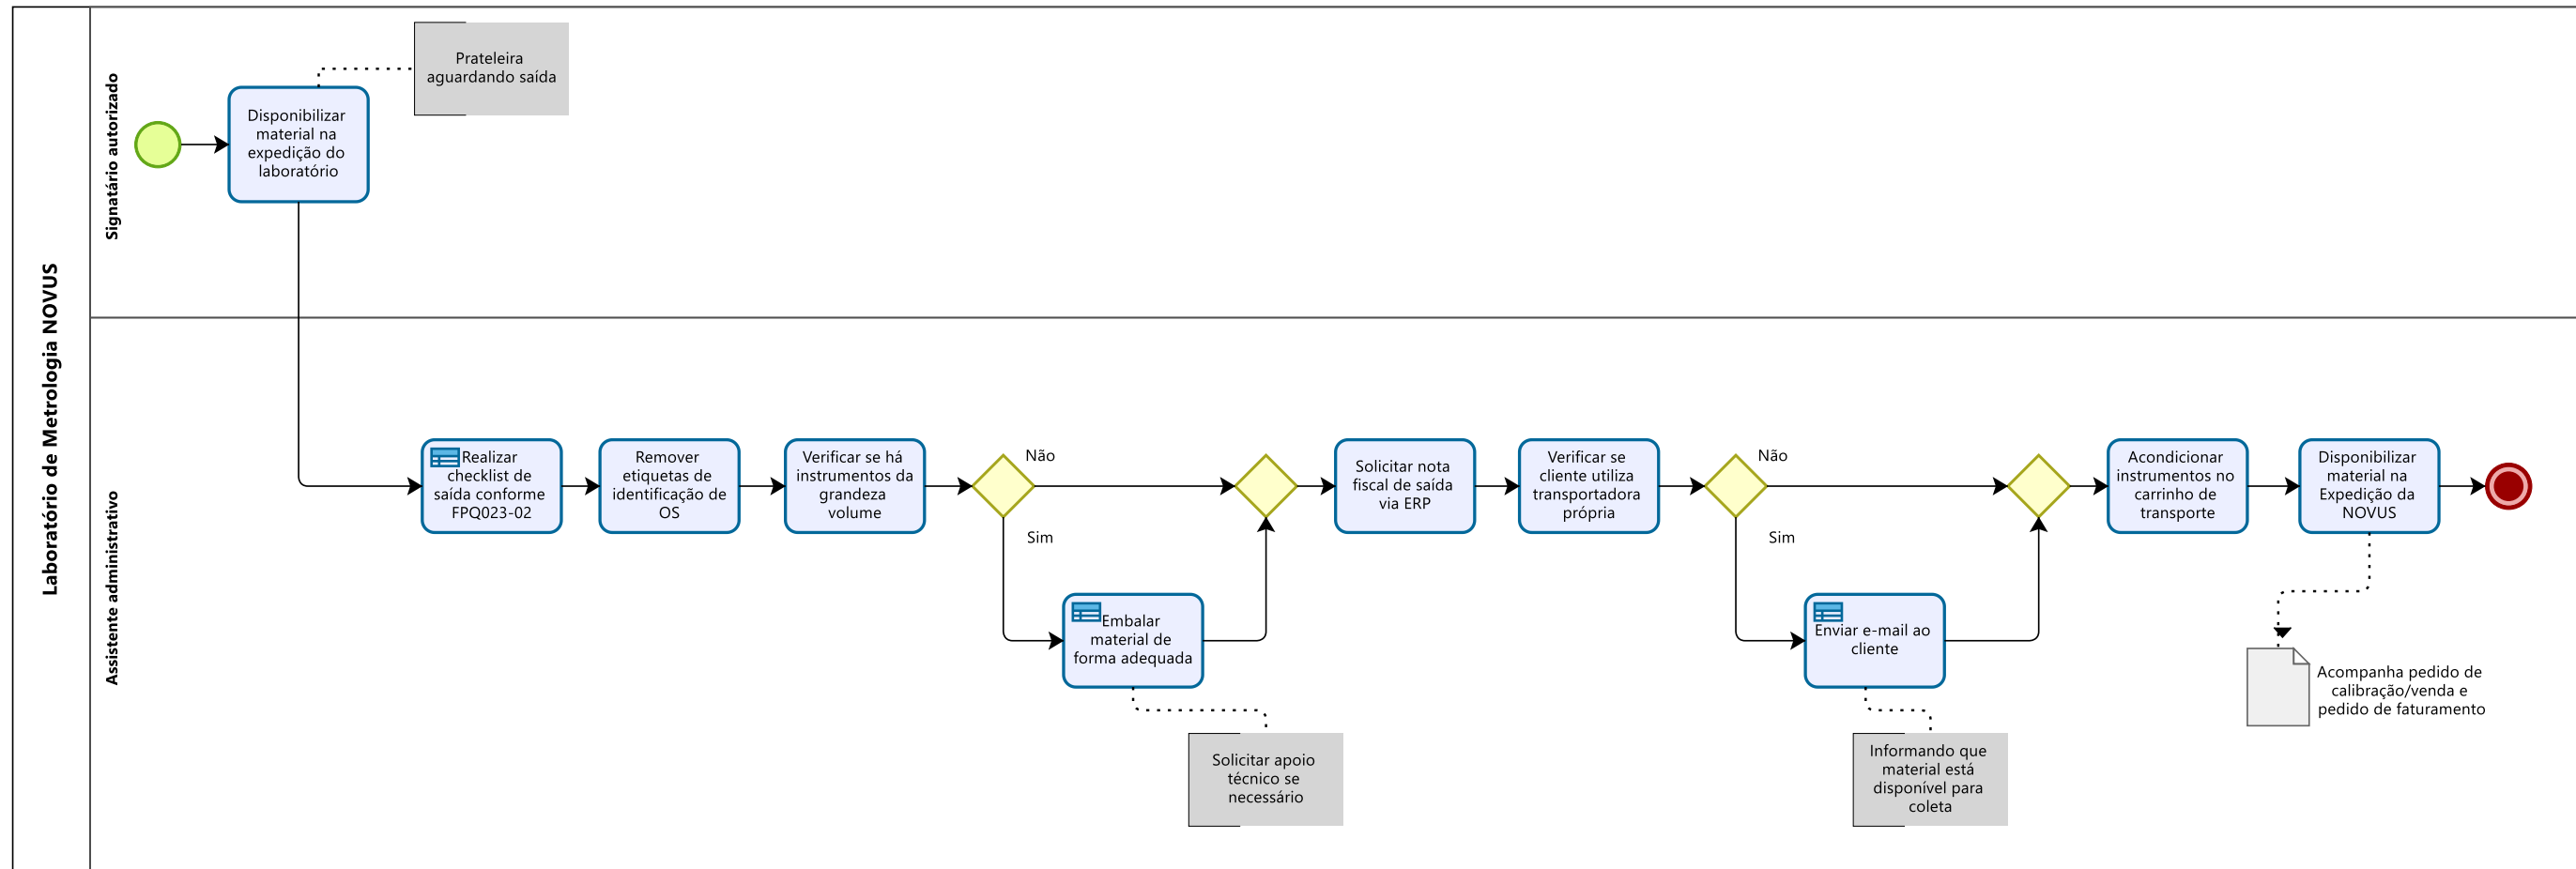 Laboratório de Metrologia NOVUS
Signatário autorizado
Prateleira
aguardando saída
Disponibilizar
material na
expedição do
laboratório
Assistente administrativo
Realizar
checklist de
saída conforme
FPQ023-02
Remover
etiquetas de
identificação de
OS
Verificar se há
instrumentos da
grandeza
volume
Não
Sim
Embalar
material de
forma adequada
Solicitar apoio
técnico se
necessário
Solicitar nota
fiscal de saída
via ERP
Verificar se
cliente utiliza
transportadora
própria
Não
Sim
Enviar e-mail ao
cliente
Informando que
material está
disponível para
coleta
Acondicionar
instrumentos no
carrinho de
transporte
Disponibilizar
material na
Expedição da
NOVUS
Acompanha pedido de
calibração/venda e
pedido de faturamento